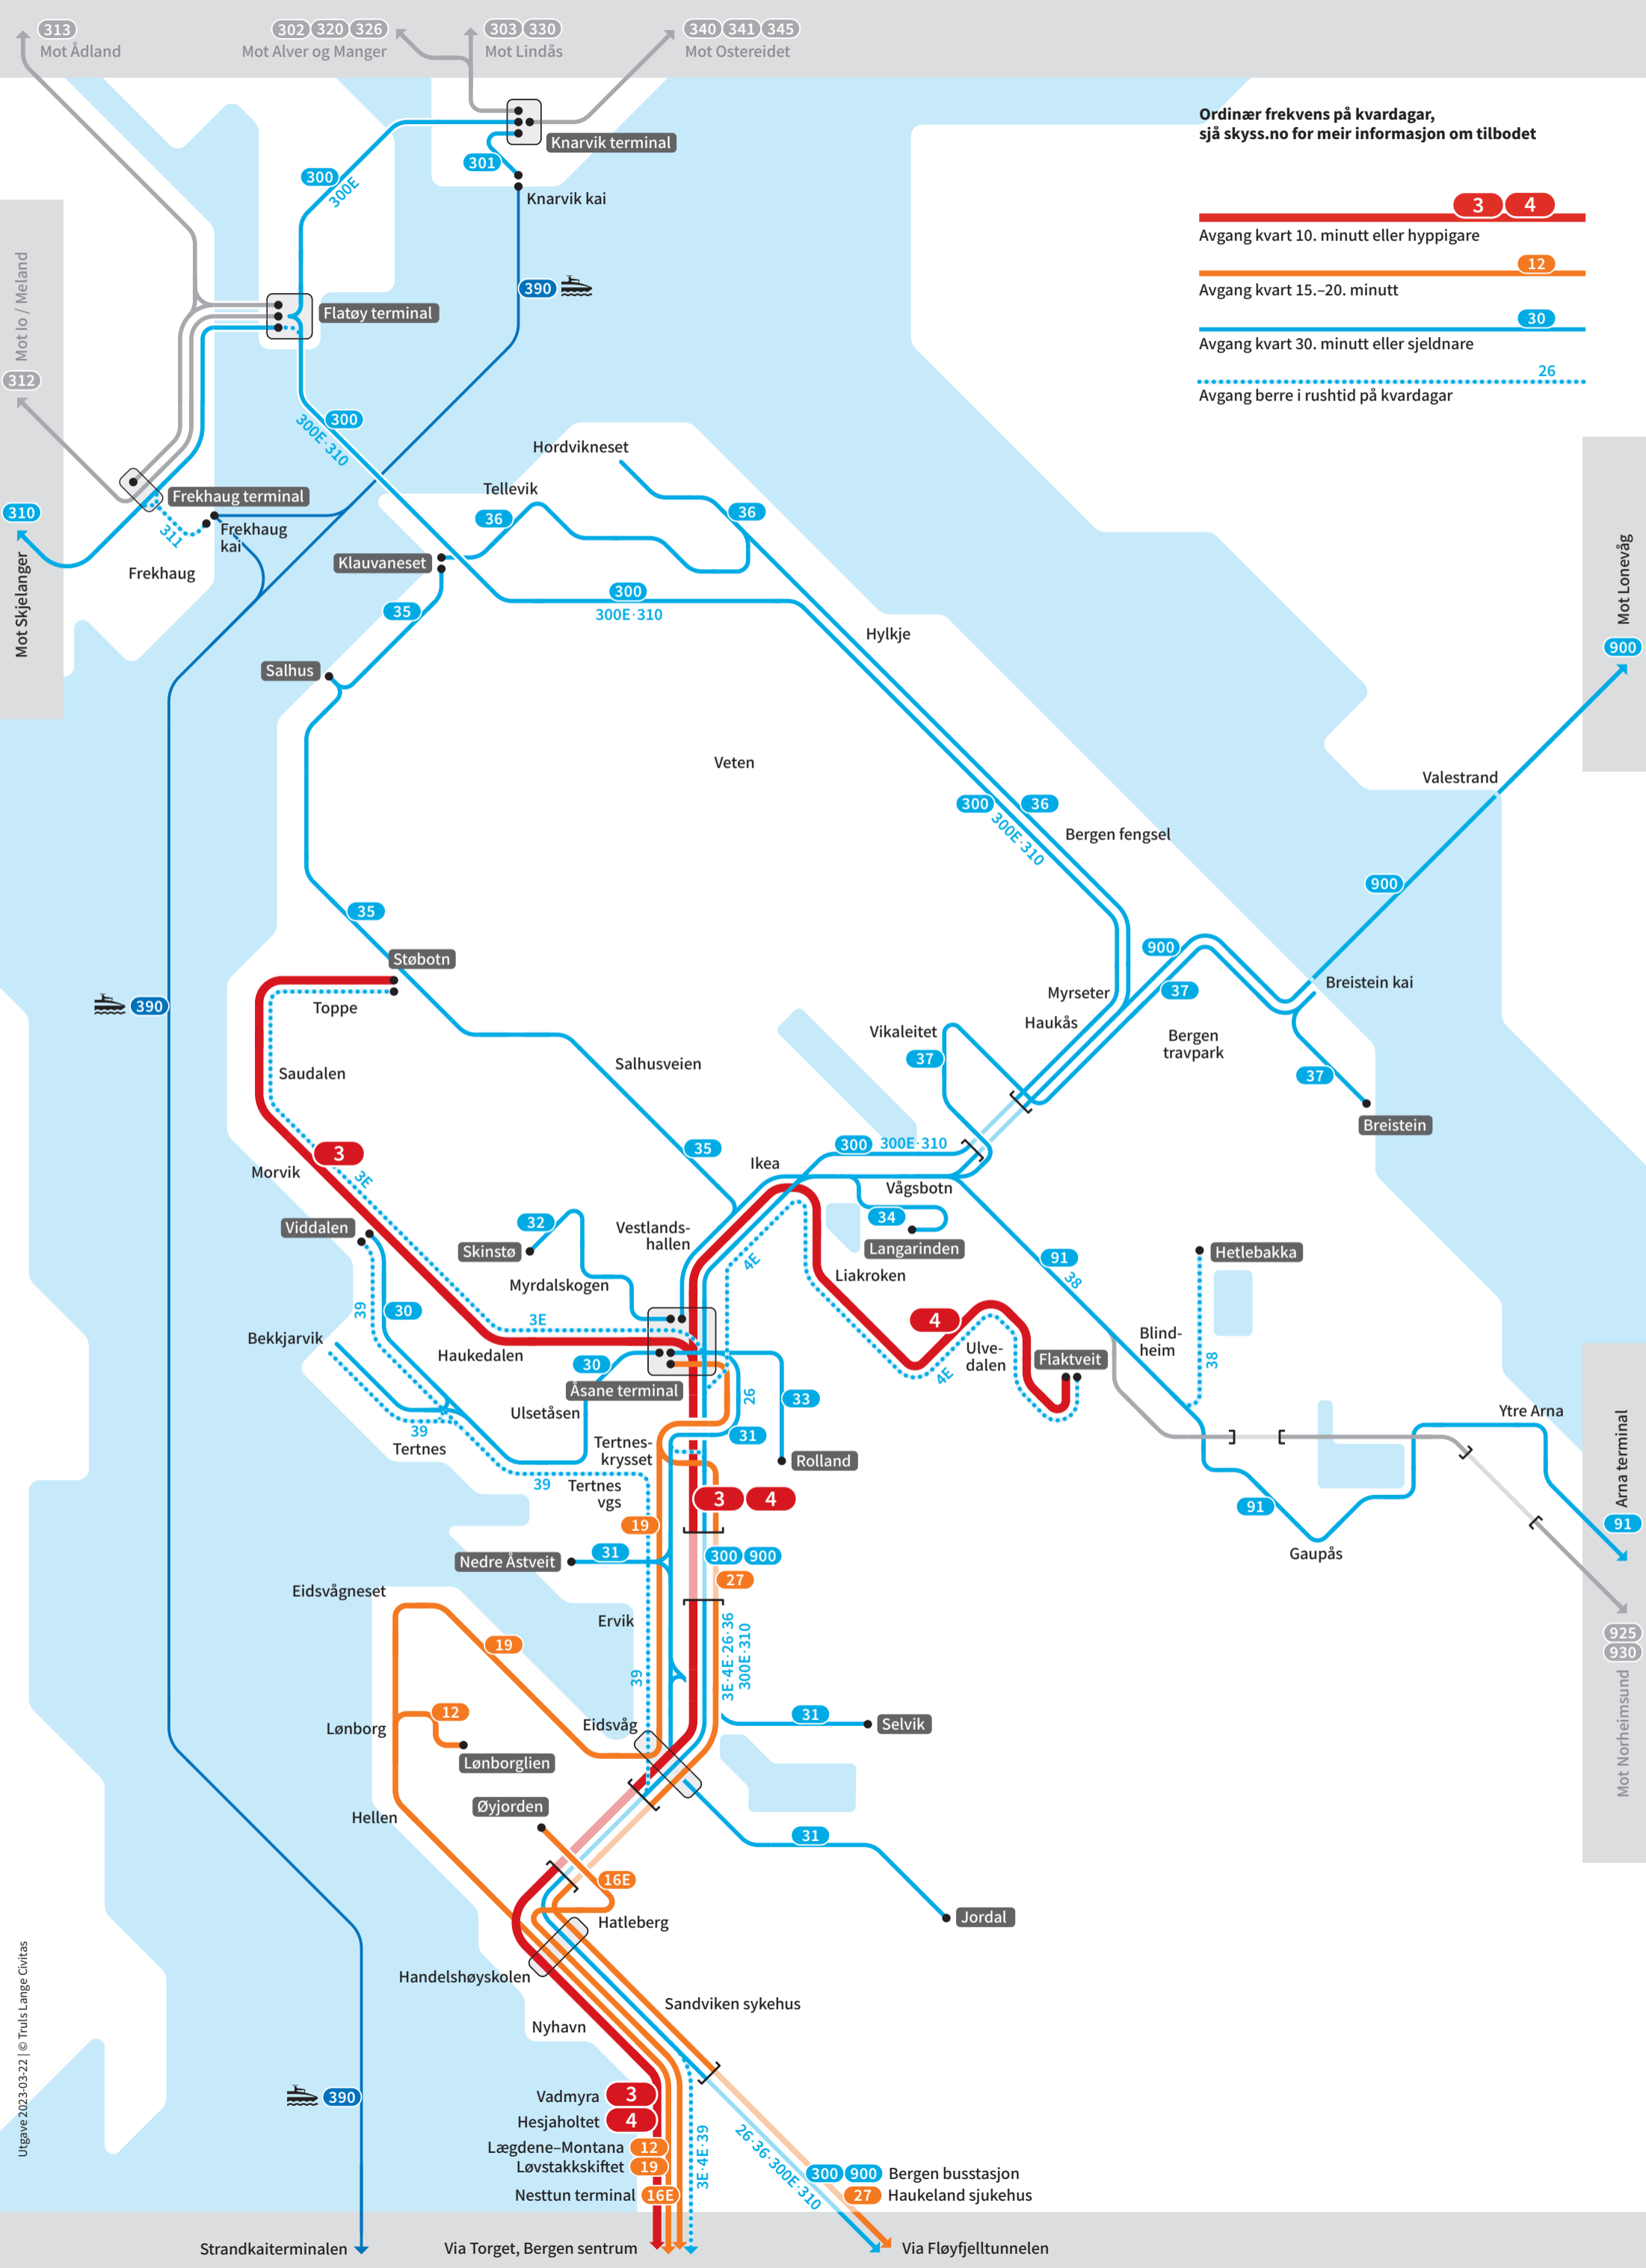 313
Mot Ådland
302 320 326
Mot Alver og Manger
303 330
Mot Lindås
340 341 345
Mot Ostereidet
Ordinær frekvens på kvardagar,
sjå skyss.no for meir informasjon om tilbodet
3 4
Avgang kvart 10. minutt eller hyppigare
12
Avgang kvart 15.–20. minutt
30
Avgang kvart 30. minutt eller sjeldnare
26
Avgang berre i rushtid på kvardagar
Knarvik terminal
301
Knarvik kai
300
300E
390
Mot Io / Meland
312
Flatøy terminal
300
300E·310
310
Mot Skjelanger
Frekhaug terminal
311
Frekhaug
kai
Frekhaug
Hordvikneset
Tellevik
36
36
Klauvaneset
35
300
300E·310
Hylkje
Salhus
Mot Lonevåg
900
Veten
Valestrand
300
36
300E·310
Bergen fengsel
900
35
Støbotn
Toppe
390
900
37
Breistein kai
Myrseter
Haukås
Bergen
travpark
Vikaleitet
37
37
Breistein
Saudalen
Salhusveien
3
3E
Morvik
35
Ikea
300
300E·310
Vågsbotn
34
Langarinden
Viddalen
32
Skinstø
Vestlands-
hallen
4E
Liakroken
91
38
Hetlebakka
Myrdalskogen
39
30
3E
Bekkjarvik
Haukedalen
4
Ulve-
dalen
4E
Flaktveit
Blind-
heim
38
30
Åsane terminal
26
33
Ulsetåsen
39
Tertnes
31
Tertnes-
krysset
Rolland
Ytre Arna
Arna terminal
91
39
Tertnes
vgs
3 4
91
19
Gaupås
31
Nedre Åstveit
300 900
27
Eidsvågneset
Ervik
3E·4E·26·36
300E·310
19
39
925
930
Mot Norheimsund
12
Lønborg
Lønborglien
Eidsvåg
31
Selvik
Øyjorden
Hellen
31
16E
Hatleberg
Jordal
Handelshøyskolen
Sandviken sykehus
Nyhavn
390
Vadmyra 3
Hesjaholtet 4
Lægdene–Montana 12
Løvstakkskiftet 19
Nesttun terminal 16E
3E·4E·39
26·36·300E·310
300 900 Bergen busstasjon
27 Haukeland sjukehus
Strandkaiterminalen
Via Torget, Bergen sentrum
Via Fløyfjelltunnelen
Utgave 2023-03-22 | © Truls Lange Civitas